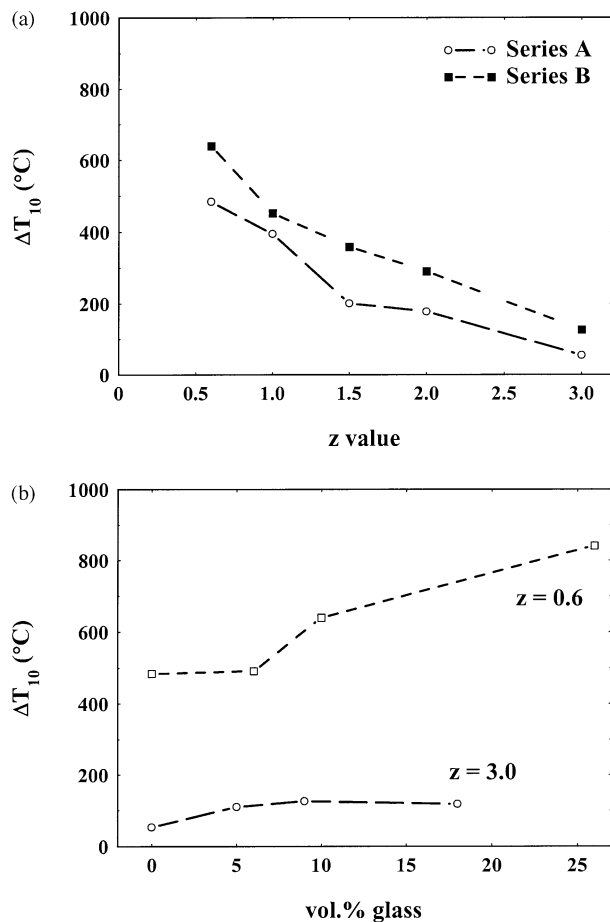 (a)
1000
800
600
400
200
0
ΔT10 (°C)
Series A
Series B
0 0.5 1.0 1.5 2.0 2.5 3.0
z value
(b)
1000
800
600
400
200
0
ΔT10 (°C)
z = 0.6
z = 3.0
0 5 10 15 20 25
vol.% glass